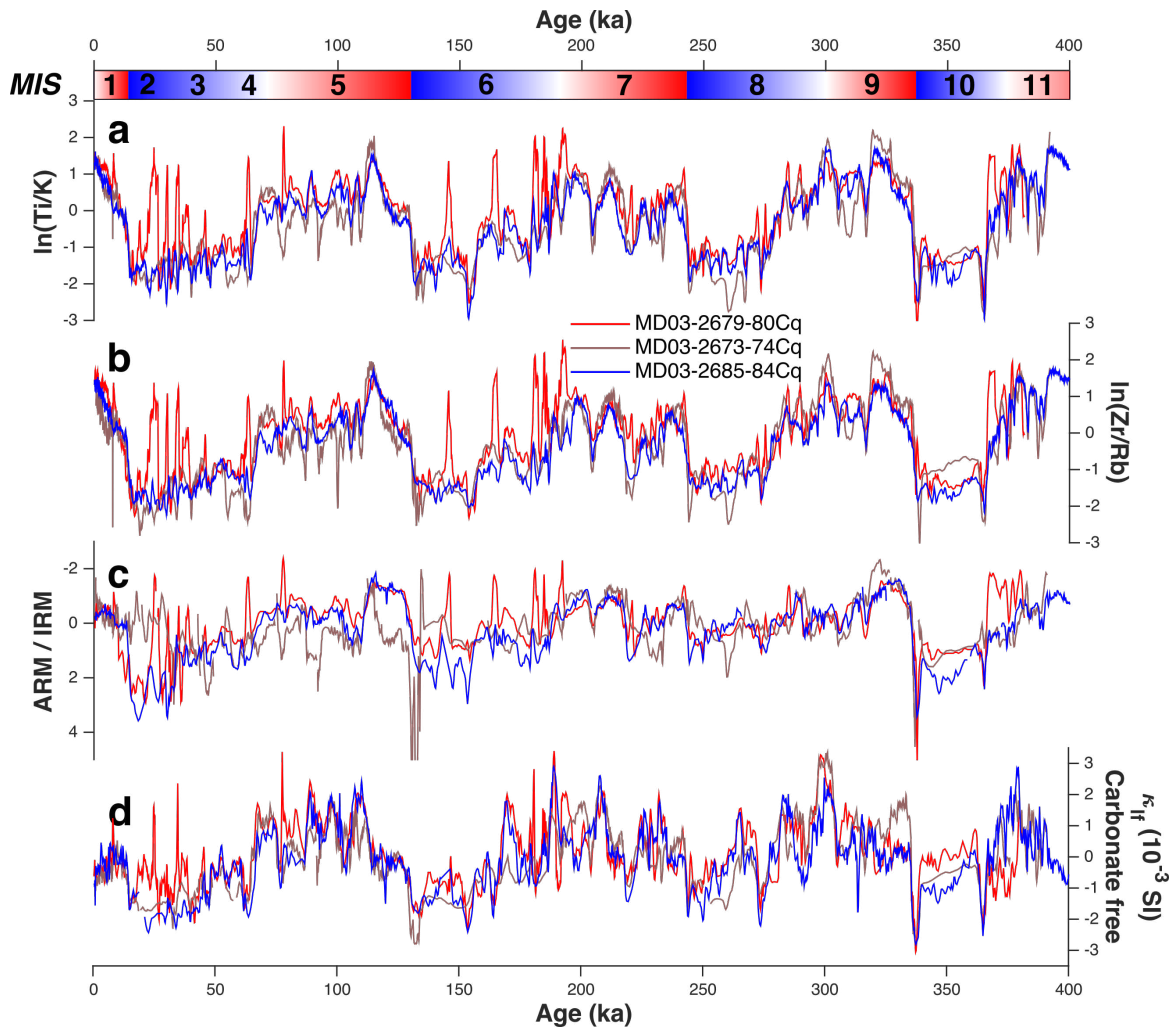 Age (ka)
0 50 100 150 200 250 300 350 400
MIS 1 2 3 4 5 6 7 8 9 10 11
a
3
2
1
0
-1
-2
-3
ln(Ti/K)
MD03-2679-80Cq
MD03-2673-74Cq
MD03-2685-84Cq
b
3
2
1
0
-1
-2
-3
ln(Zr/Rb)
c
-2
0
2
4
ARM / IRM
d
3
2
1
0
-1
-2
-3
κlf (10-3 SI)
Carbonate free
0 50 100 150 200 250 300 350 400
Age (ka)